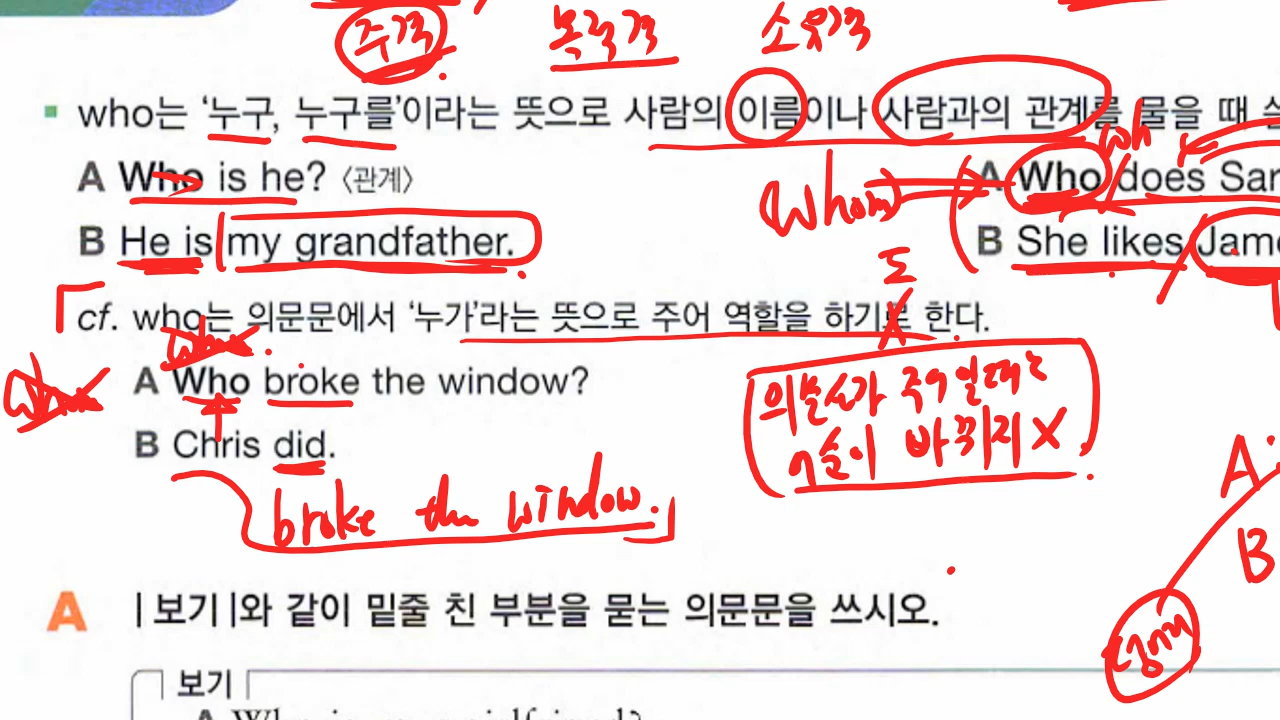 주격 목적격 소유격
who는 '누구, 누구를'이라는 뜻으로 사람의 이름이나 사람과의 관계를 물을 때
A Who is he? 〈관계〉
B He is my grandfather.
(Whom) A Who does
B She likes
도
cf. who는 의문문에서 '누가'라는 뜻으로 주어 역할을 하기로 한다.
A Who broke the window?
의문사가 주어일때는
어순이 바뀌지 X
B Chris did.
broke the window.
A:
B
A |보기|와 같이 밑줄 친 부분을 묻는 의문문을 쓰시오.
보기